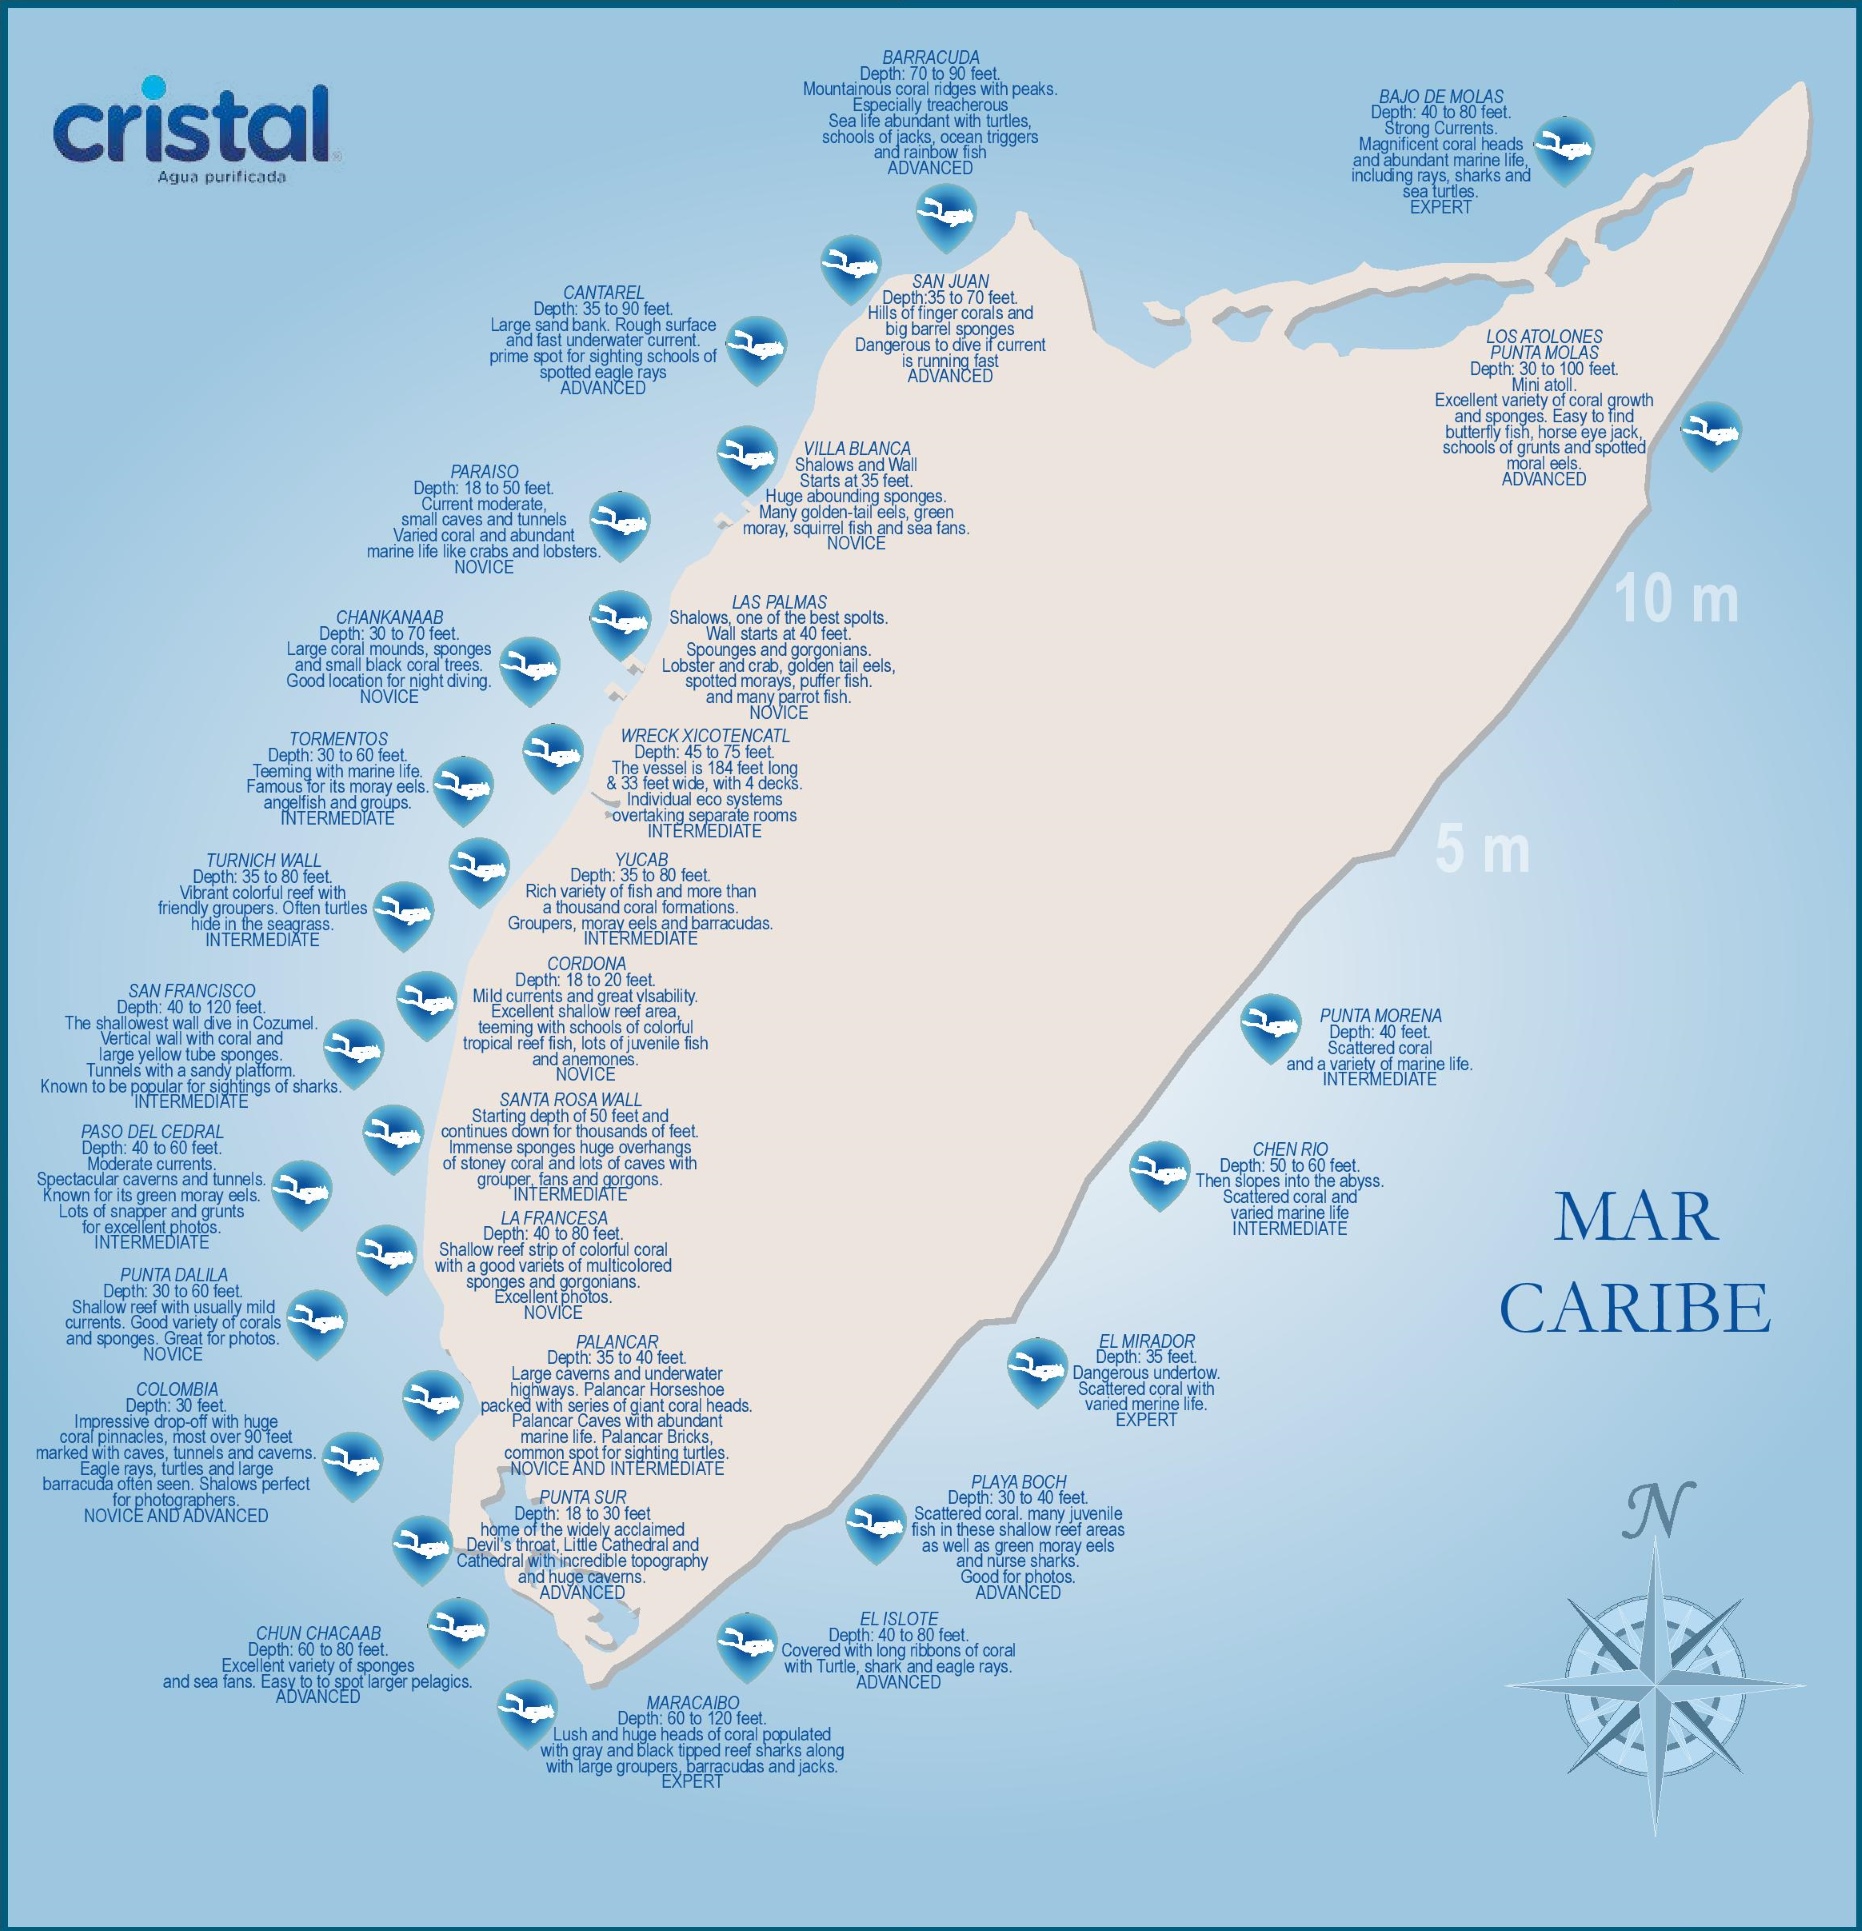 cristal
Agua purificada
BARRACUDA
Depth: 70 to 90 feet.
Mountainous coral ridges with peaks.
Especially treacherous
Sea life abundant with turtles,
schools of jacks, ocean triggers
and rainbow fish
ADVANCED
BAJO DE MOLAS
Depth: 40 to 80 feet.
Strong Currents.
Magnificent coral heads
and abundant marine life,
including rays, sharks and
sea turtles.
EXPERT
SAN JUAN
Depth:35 to 70 feet.
Hills of finger corals and
big barrel sponges
Dangerous to dive if current
is running fast
ADVANCED
CANTAREL
Depth: 35 to 90 feet.
Large sand bank. Rough surface
and fast underwater current.
prime spot for sighting schools of
spotted eagle rays
ADVANCED
LOS ATOLONES
PUNTA MOLAS
Depth: 30 to 100 feet.
Mini atoll.
Excellent variety of coral growth
and sponges. Easy to find
butterfly fish, horse eye jack,
schools of grunts and spotted
moral eels.
ADVANCED
VILLA BLANCA
Shalows and Wall
Starts at 35 feet.
Huge abounding sponges.
Many golden-tail eels, green
moray, squirrel fish and sea fans.
NOVICE
PARAISO
Depth: 18 to 50 feet.
Current moderate,
small caves and tunnels
Varied coral and abundant
marine life like crabs and lobsters.
NOVICE
10 m
LAS PALMAS
Shalows, one of the best spolts.
Wall starts at 40 feet.
Spounges and gorgonians.
Lobster and crab, golden tail eels,
spotted morays, puffer fish.
and many parrot fish.
NOVICE
CHANKANAAB
Depth: 30 to 70 feet.
Large coral mounds, sponges
and small black coral trees.
Good location for night diving.
NOVICE
WRECK XICOTENCATL
Depth: 45 to 75 feet.
The vessel is 184 feet long
& 33 feet wide, with 4 decks.
Individual eco systems
overtaking separate rooms
INTERMEDIATE
TORMENTOS
Depth: 30 to 60 feet.
Teeming with marine life.
Famous for its moray eels.
angelfish and groups.
INTERMEDIATE
5 m
YUCAB
Depth: 35 to 80 feet.
Rich variety of fish and more than
a thousand coral formations.
Groupers, moray eels and barracudas.
INTERMEDIATE
TURNICH WALL
Depth: 35 to 80 feet.
Vibrant colorful reef with
friendly groupers. Often turtles
hide in the seagrass.
INTERMEDIATE
CORDONA
Depth: 18 to 20 feet.
Mild currents and great vlsability.
Excellent shallow reef area,
teeming with schools of colorful
tropical reef fish, lots of juvenile fish
and anemones.
NOVICE
SAN FRANCISCO
Depth: 40 to 120 feet.
The shallowest wall dive in Cozumel.
Vertical wall with coral and
large yellow tube sponges.
Tunnels with a sandy platform.
Known to be popular for sightings of sharks.
INTERMEDIATE
PUNTA MORENA
Depth: 40 feet.
Scattered coral
and a variety of marine life.
INTERMEDIATE
SANTA ROSA WALL
Starting depth of 50 feet and
continues down for thousands of feet.
Immense sponges huge overhangs
of stoney coral and lots of caves with
grouper, fans and gorgons.
INTERMEDIATE
PASO DEL CEDRAL
Depth: 40 to 60 feet.
Moderate currents.
Spectacular caverns and tunnels.
Known for its green moray eels.
Lots of snapper and grunts
for excellent photos.
INTERMEDIATE
CHEN RIO
Depth: 50 to 60 feet.
Then slopes into the abyss.
Scattered coral and
varied marine life
INTERMEDIATE
MAR
CARIBE
LA FRANCESA
Depth: 40 to 80 feet.
Shallow reef strip of colorful coral
with a good variets of multicolored
sponges and gorgonians.
Excellent photos.
NOVICE
PUNTA DALILA
Depth: 30 to 60 feet.
Shallow reef with usually mild
currents. Good variety of corals
and sponges. Great for photos.
NOVICE
PALANCAR
Depth: 35 to 40 feet.
Large caverns and underwater
highways. Palancar Horseshoe
packed with series of giant coral heads.
Palancar Caves with abundant
marine life. Palancar Bricks,
common spot for sighting turtles.
NOVICE AND INTERMEDIATE
EL MIRADOR
Depth: 35 feet.
Dangerous undertow.
Scattered coral with
varied merine life.
EXPERT
COLOMBIA
Depth: 30 feet.
Impressive drop-off with huge
coral pinnacles, most over 90 feet
marked with caves, tunnels and caverns.
Eagle rays, turtles and large
barracuda often seen. Shalows perfect
for photographers.
NOVICE AND ADVANCED
PUNTA SUR
Depth: 18 to 30 feet
home of the widely acclaimed
Devil's throat, Little Cathedral and
Cathedral with incredible topography
and huge caverns.
ADVANCED
PLAYA BOCH
Depth: 30 to 40 feet.
Scattered coral. many juvenile
fish in these shallow reef areas
as well as green moray eels
and nurse sharks.
Good for photos.
ADVANCED
N
EL ISLOTE
Depth: 40 to 80 feet.
Covered with long ribbons of coral
with Turtle, shark and eagle rays.
ADVANCED
CHUN CHACAAB
Depth: 60 to 80 feet.
Excellent variety of sponges
and sea fans. Easy to to spot larger pelagics.
ADVANCED
MARACAIBO
Depth: 60 to 120 feet.
Lush and huge heads of coral populated
with gray and black tipped reef sharks along
with large groupers, barracudas and jacks.
EXPERT